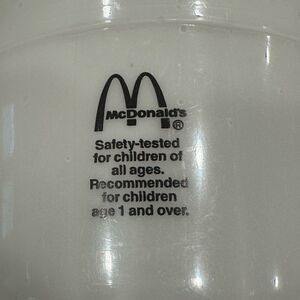 McDonald's
®
Safety-tested
for children of
all ages.
Recommended
for children
age 1 and over.